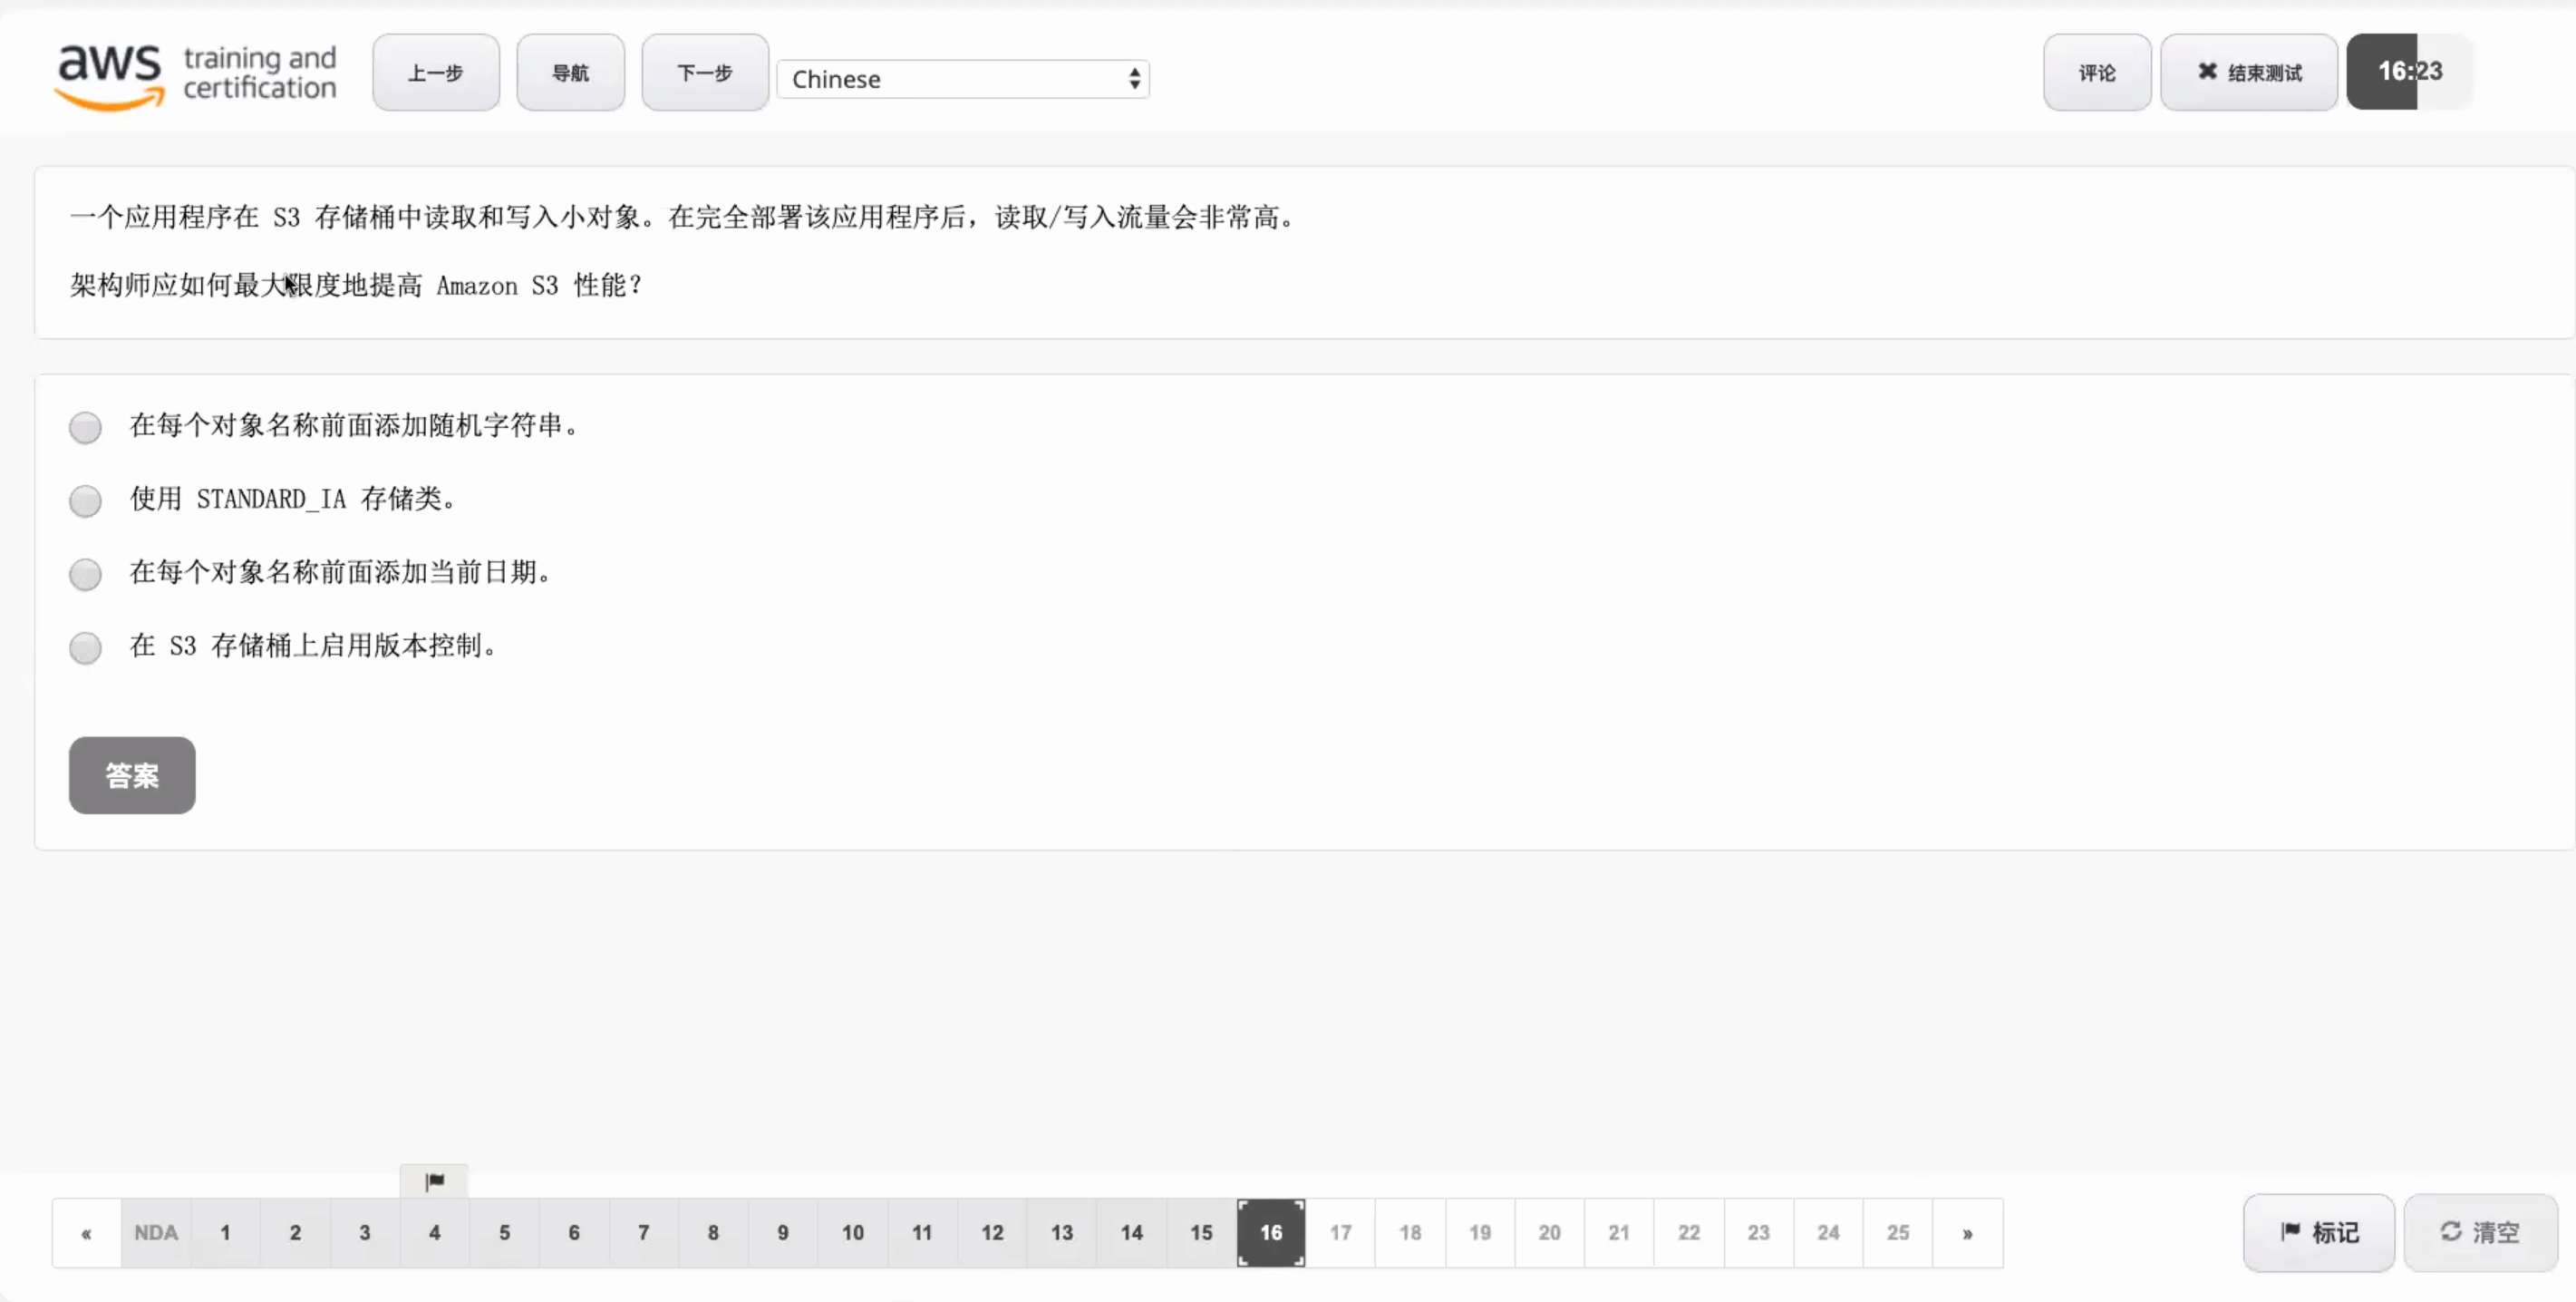 aws training and certification
上一步 导航 下一步 Chinese 评论 ✖ 结束测试 16:23
一个应用程序在 S3 存储桶中读取和写入小对象。在完全部署该应用程序后，读取/写入流量会非常高。
架构师应如何最大限度地提高 Amazon S3 性能？
在每个对象名称前面添加随机字符串。
使用 STANDARD_IA 存储类。
在每个对象名称前面添加当前日期。
在 S3 存储桶上启用版本控制。
答案
« NDA 1 2 3 4 5 6 7 8 9 10 11 12 13 14 15 16 17 18 19 20 21 22 23 24 25 » 标记 清空